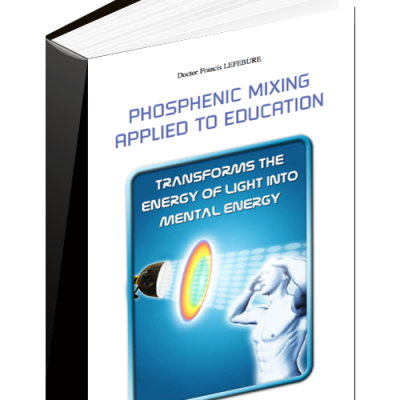 Doctor Francis LEFEBURE
PHOSPHENIC MIXING
APPLIED TO EDUCATION
TRANSFORMS THE
ENERGY OF LIGHT INTO
MENTAL ENERGY